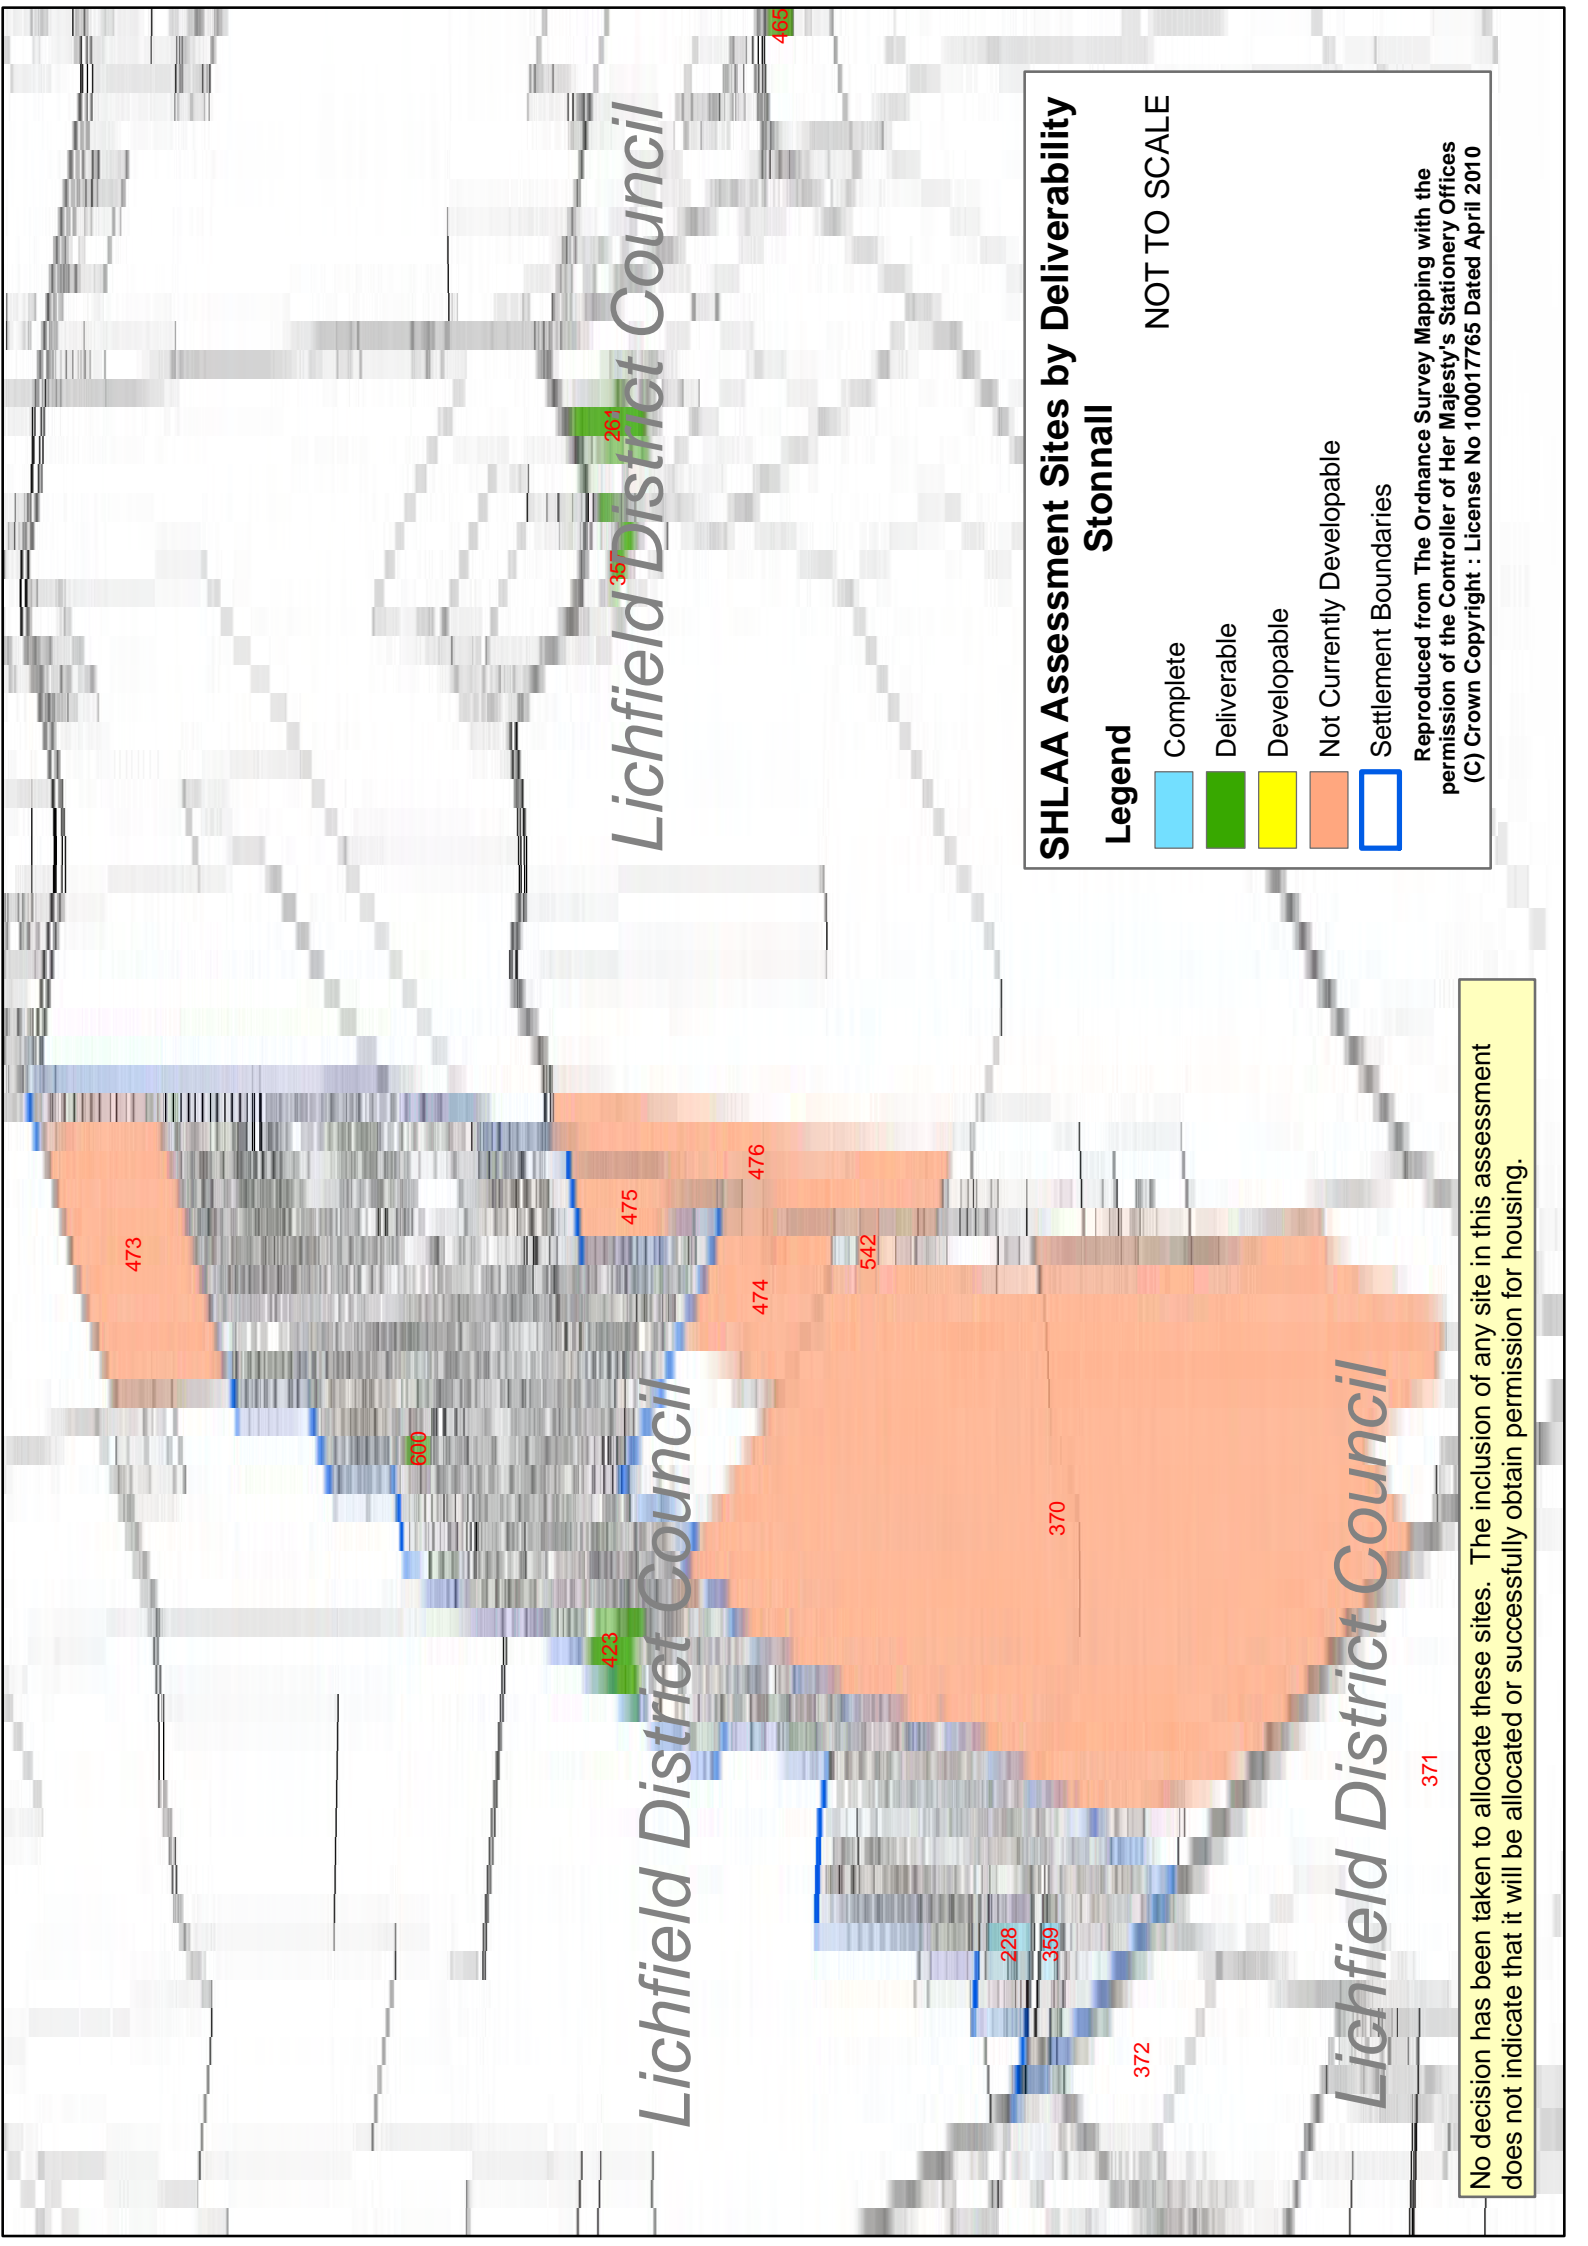 SHLAA Assessment Sites by Deliverability
Stonnall
NOT TO SCALE
Legend
Complete
Deliverable
Developable
Not Currently Developable
Settlement Boundaries
Reproduced from The Ordnance Survey Mapping with the
permission of the Controller of Her Majesty's Stationery Offices
(C) Crown Copyright : License No 100017765 Dated April 2010
No decision has been taken to allocate these sites.  The inclusion of any site in this assessment
does not indicate that it will be allocated or successfully obtain permission for housing.
Lichfield District Council
Lichfield District Council
Lichfield District Council
473
600
423
475
476
474
542
370
371
372
228
359
357
261
465